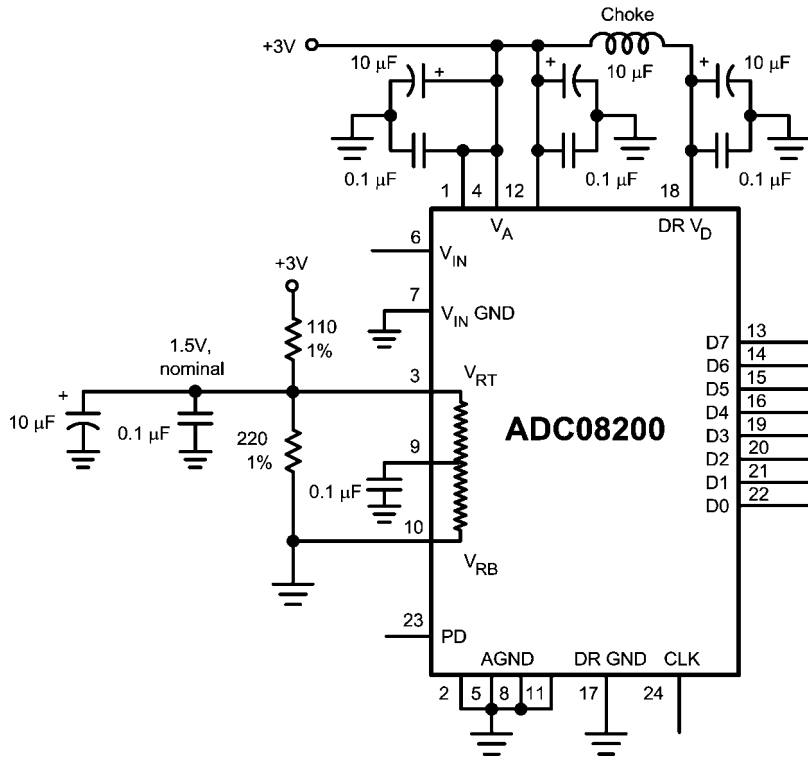 Choke
+3V
10 µF
+
+
10 µF
+
10 µF
0.1 µF
0.1 µF
0.1 µF
1
4
12
18
V_A
DR V_D
6
V_IN
+3V
7
V_IN GND
110
1%
1.5V,
nominal
3
V_RT
+
10 µF
0.1 µF
220
1%
9
0.1 µF
10
V_RB
ADC08200
D7 13
D6 14
D5 15
D4 16
D3 19
D2 20
D1 21
D0 22
23
PD
AGND
DR GND
CLK
2
5
8
11
17
24